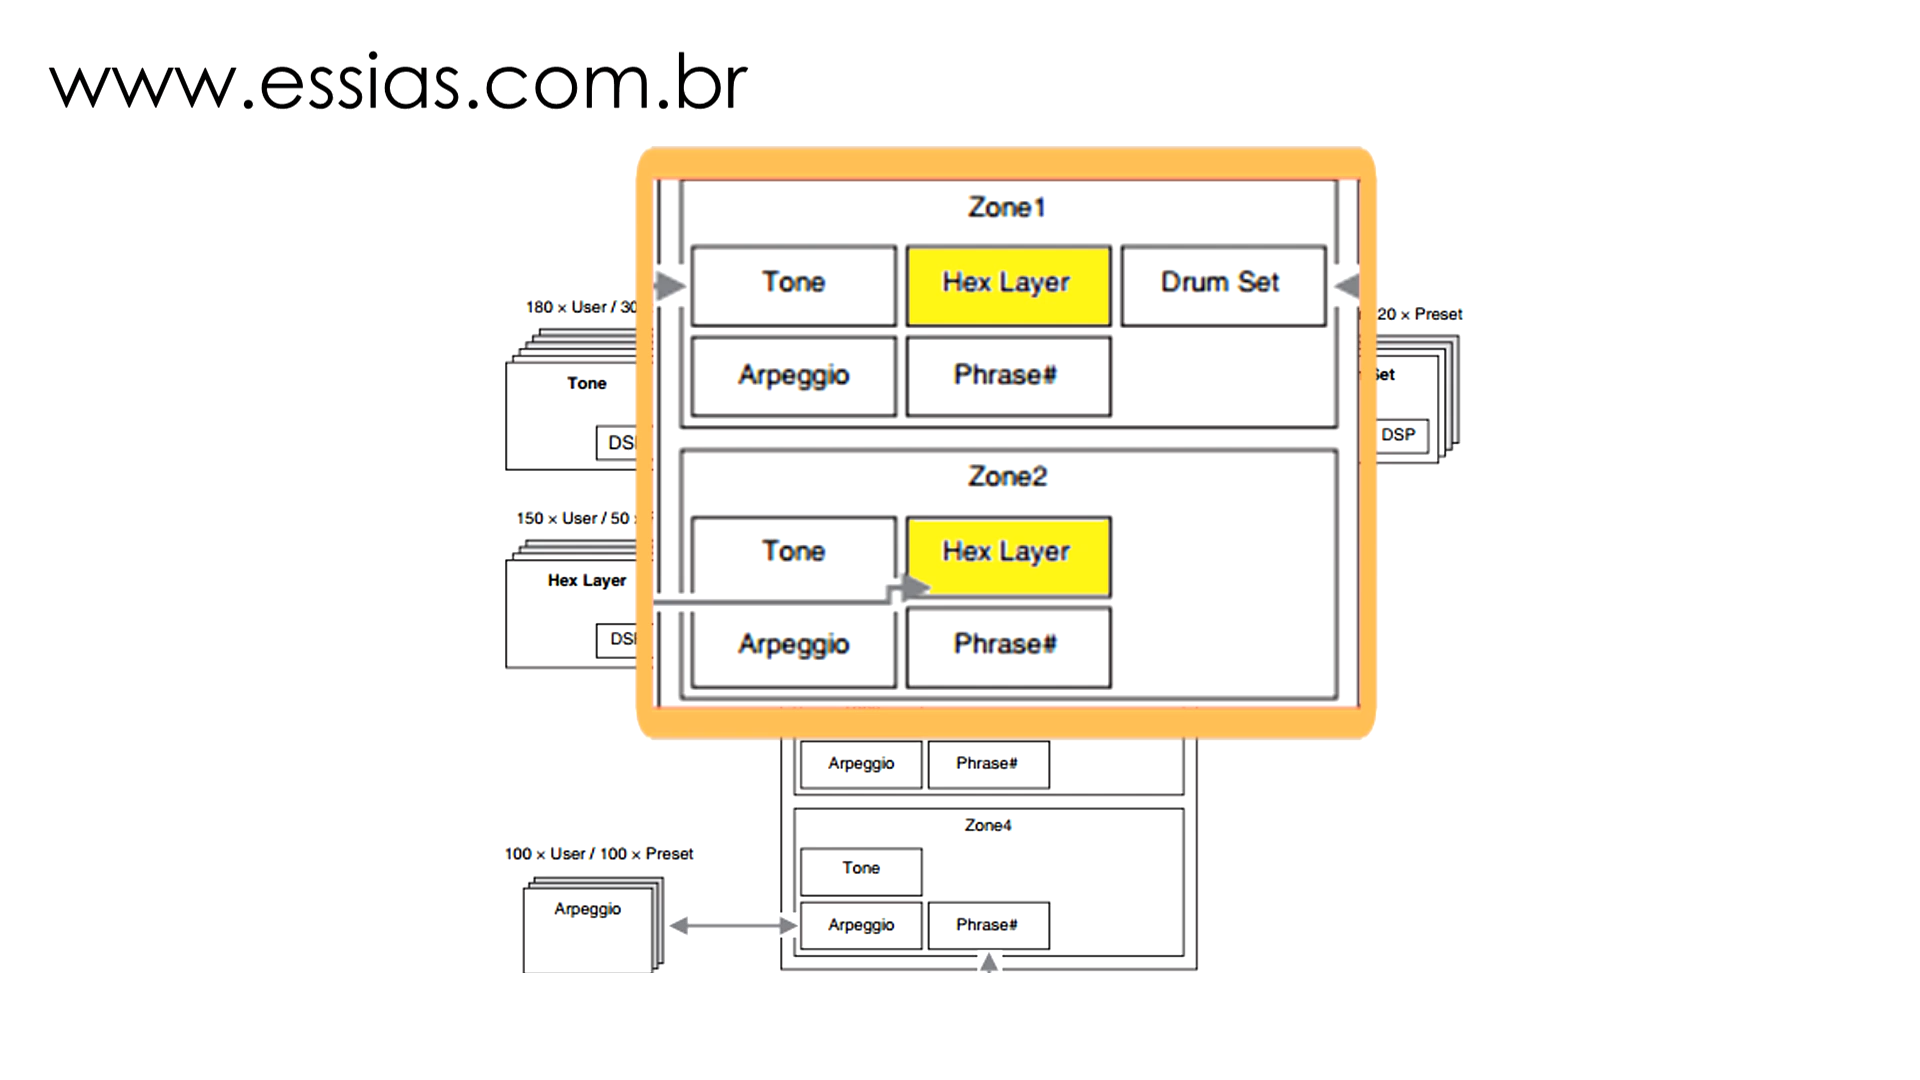 www.essias.com.br
Zone1
Tone
Hex Layer
Drum Set
Arpeggio
Phrase#
180 × User / 30
Tone
20 × Preset
Set
DSP
Zone2
Tone
Hex Layer
Arpeggio
Phrase#
150 × User / 50
Hex Layer
Arpeggio
Phrase#
Zone4
Tone
Arpeggio
Phrase#
100 × User / 100 × Preset
Arpeggio